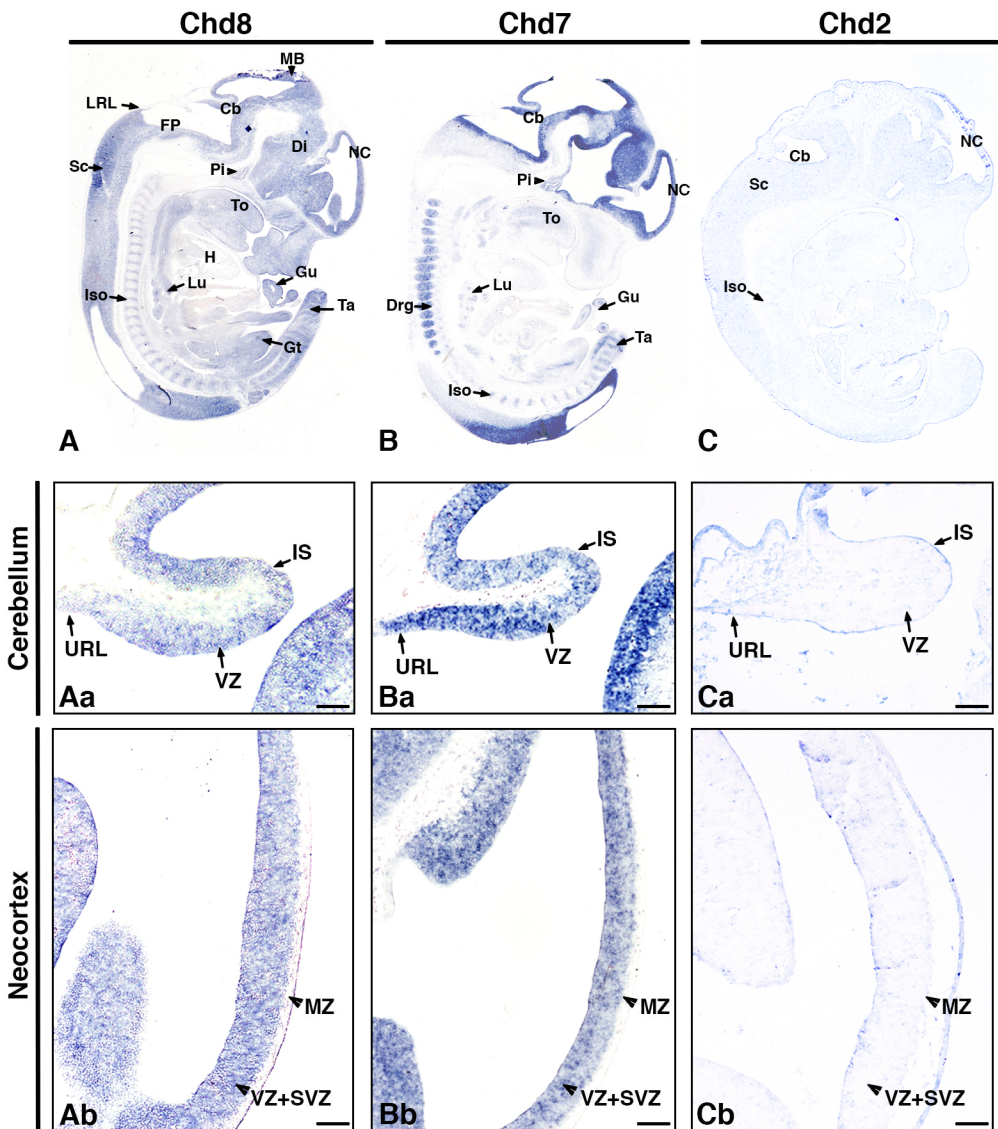 Chd8 Chd7 Chd2
MB
LRL Cb
FP
Di
NC
Sc
Pi
To
H
Lu
Gu
Iso
Ta
Gt
A
Cb
Pi
NC
To
Lu
Gu
Drg
Ta
Iso
B
NC
Cb
Sc
Iso
C
Cerebellum
IS
URL
VZ
Aa
IS
URL
VZ
Ba
IS
URL
VZ
Ca
Neocortex
MZ
VZ+SVZ
Ab
MZ
VZ+SVZ
Bb
MZ
VZ+SVZ
Cb